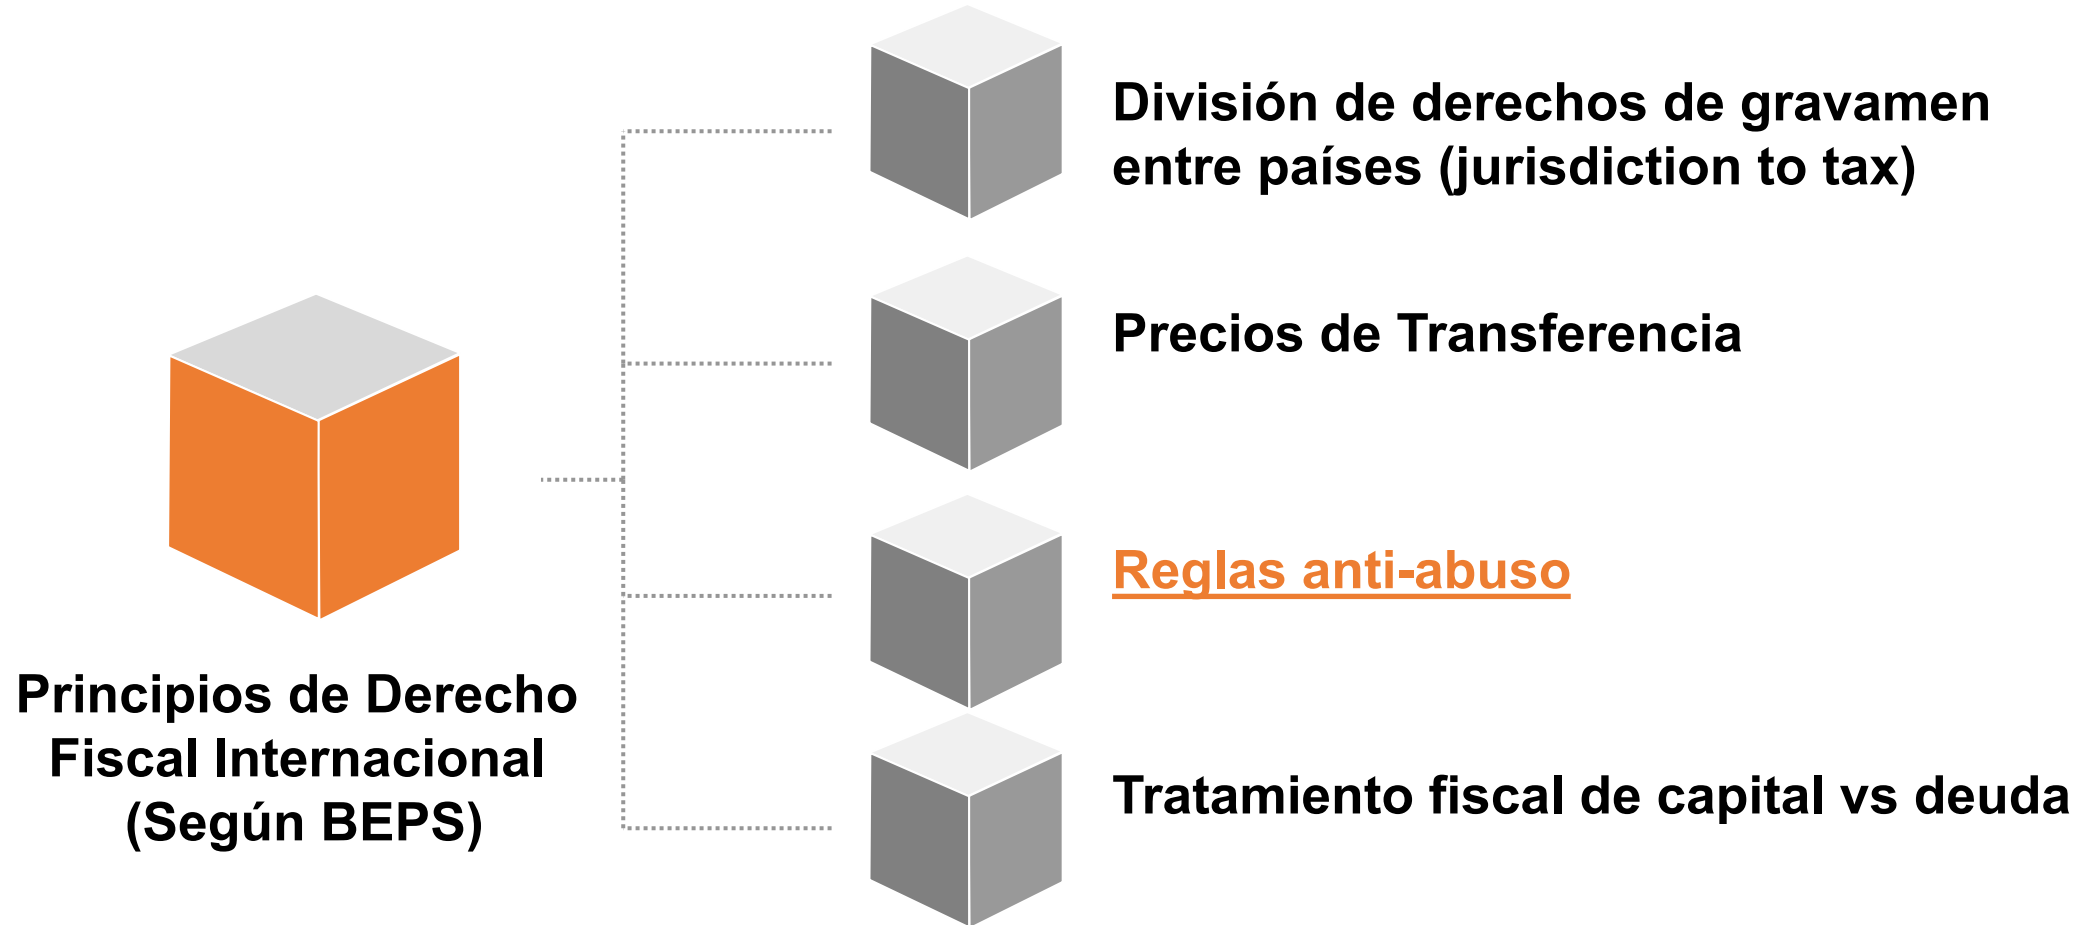 División de derechos de gravamen
entre países (jurisdiction to tax)
Precios de Transferencia
Reglas anti-abuso
Principios de Derecho
Fiscal Internacional
(Según BEPS)
Tratamiento fiscal de capital vs deuda